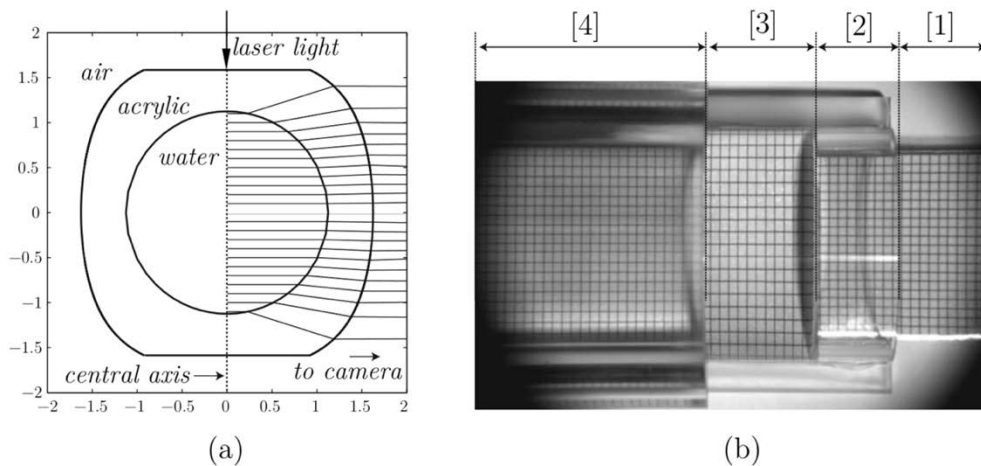 2
1.5
1
0.5
0
−0.5
−1
−1.5
−2
−2 −1.5 −1 −0.5 0 0.5 1 1.5 2
laser light
air
acrylic
water
central axis
to camera
(a)
[4] [3] [2] [1]
(b)